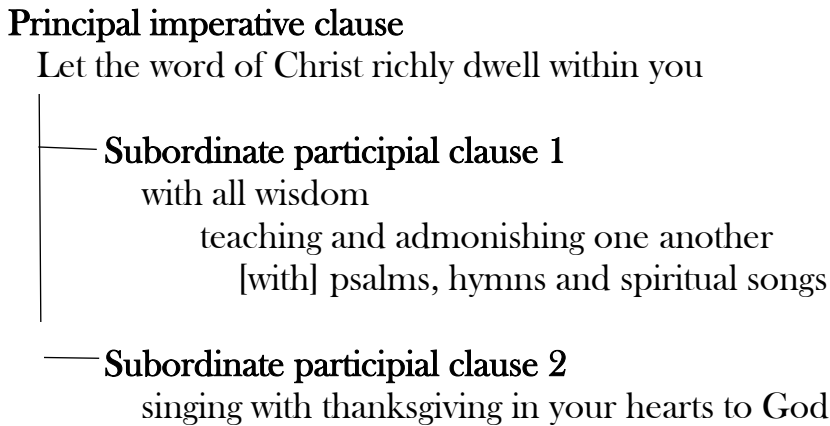 Principal imperative clause
Let the word of Christ richly dwell within you
Subordinate participial clause 1
with all wisdom
teaching and admonishing one another
[with] psalms, hymns and spiritual songs
Subordinate participial clause 2
singing with thanksgiving in your hearts to God